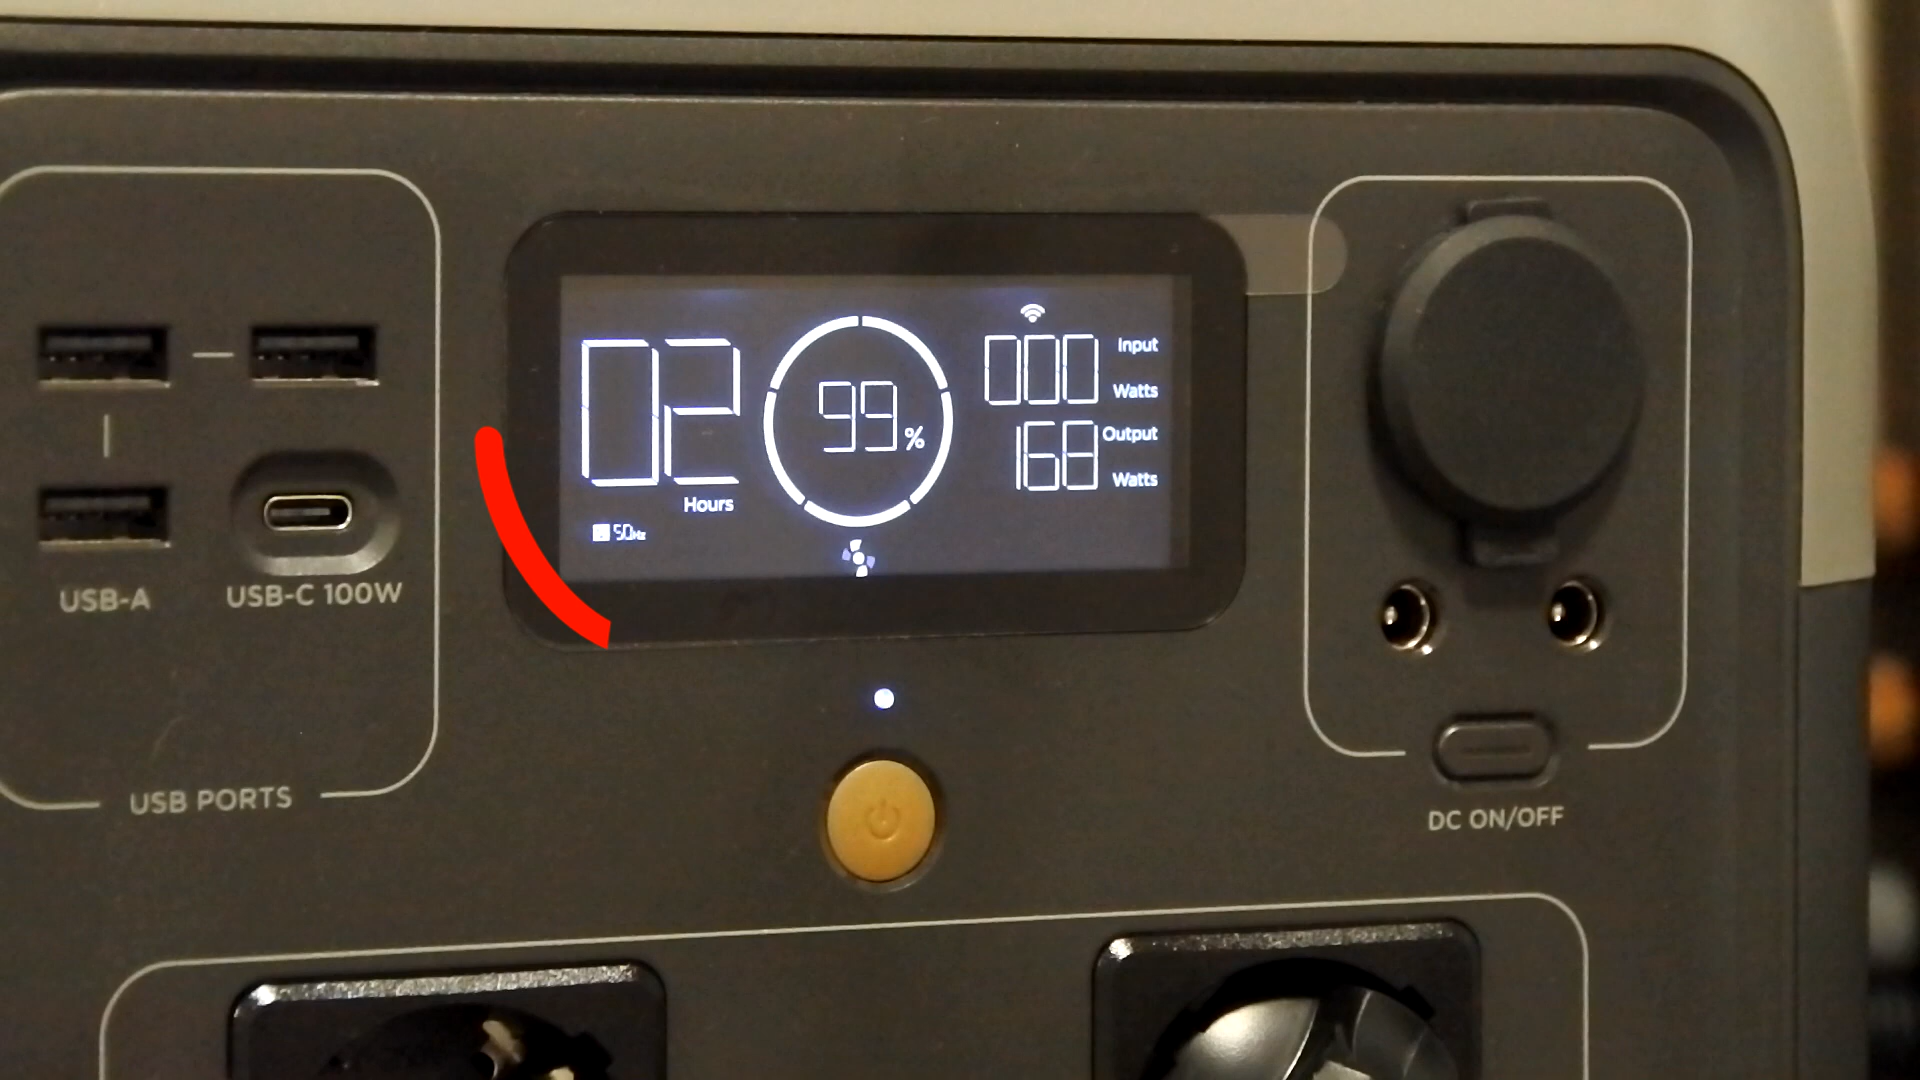 USB-A
USB-C 100W
USB PORTS
02
Hours
50Hz
99%
000 Input
Watts
168 Output
Watts
DC ON/OFF